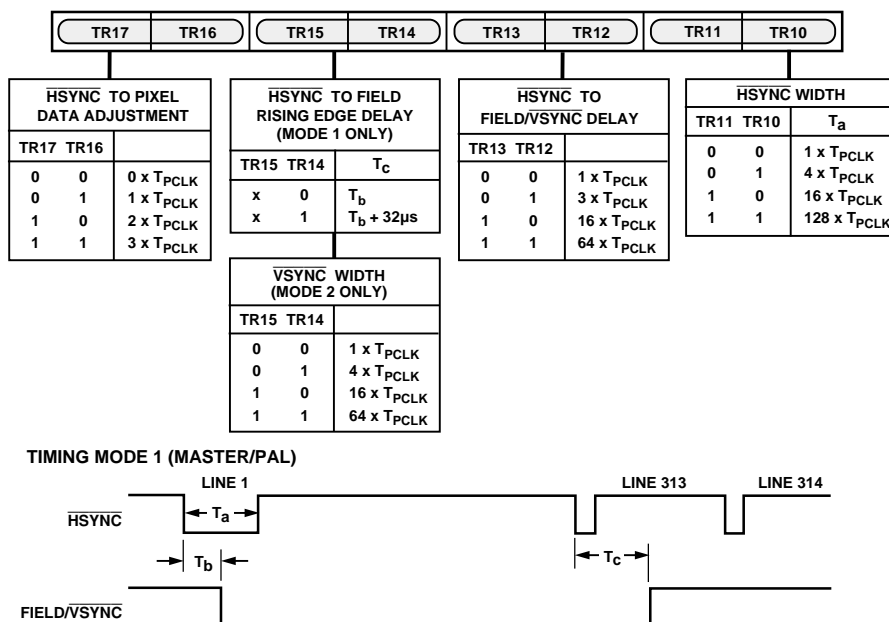 TR17 TR16 TR15 TR14 TR13 TR12 TR11 TR10
HSYNC TO PIXEL
DATA ADJUSTMENT
TR17 TR16
0 0 0 x TPCLK
0 1 1 x TPCLK
1 0 2 x TPCLK
1 1 3 x TPCLK
HSYNC TO FIELD
RISING EDGE DELAY
(MODE 1 ONLY)
TR15 TR14 Tc
x 0 Tb
x 1 Tb + 32µs
VSYNC WIDTH
(MODE 2 ONLY)
TR15 TR14
0 0 1 x TPCLK
0 1 4 x TPCLK
1 0 16 x TPCLK
1 1 64 x TPCLK
HSYNC TO
FIELD/VSYNC DELAY
TR13 TR12
0 0 1 x TPCLK
0 1 3 x TPCLK
1 0 16 x TPCLK
1 1 64 x TPCLK
HSYNC WIDTH
TR11 TR10 Ta
0 0 1 x TPCLK
0 1 4 x TPCLK
1 0 16 x TPCLK
1 1 128 x TPCLK
TIMING MODE 1 (MASTER/PAL)
LINE 1 LINE 313 LINE 314
HSYNC Ta
Tb Tc
FIELD/VSYNC